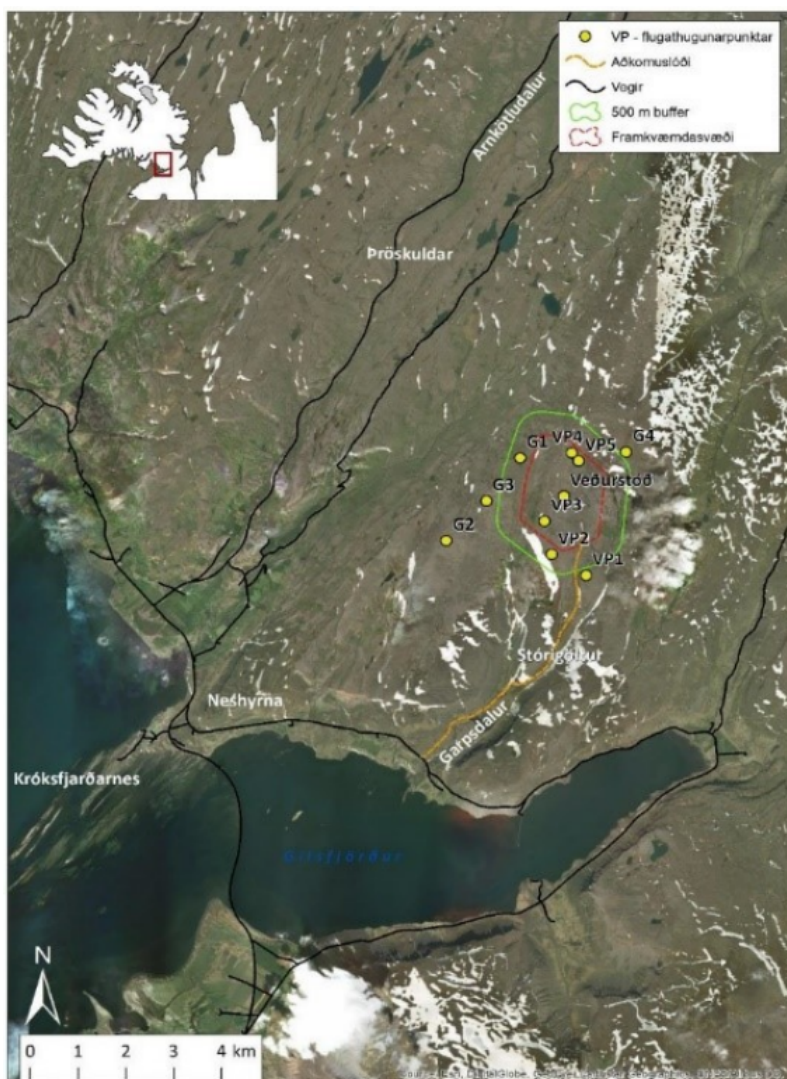 VP - flugathugunarpunktar
Aðkomuslóði
Vegir
500 m buffer
Framkvæmdasvæði
Arnkötludalur
Þröskuldar
G1
VP4
VP5
G4
G3
Veðurstöð
VP3
G2
VP2
VP1
Stórigöltur
Neshyrna
Garpsdalur
Króksfjarðarnes
Gilsfjörður
N
0 1 2 3 4 km